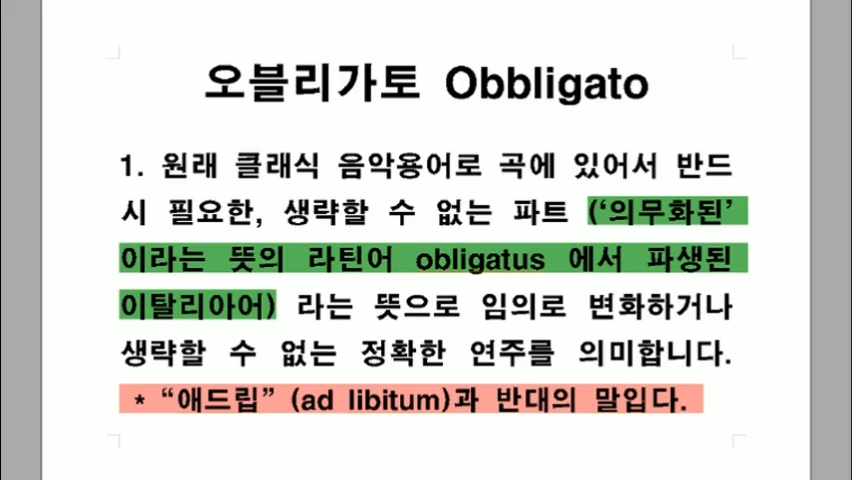 오블리가토 Obbligato
1. 원래 클래식 음악용어로 곡에 있어서 반드
시 필요한, 생략할 수 없는 파트 (‘의무화된’
이라는 뜻의 라틴어 obligatus 에서 파생된
이탈리아어) 라는 뜻으로 임의로 변화하거나
생략할 수 없는 정확한 연주를 의미합니다.
* “애드립” (ad libitum)과 반대의 말입다.